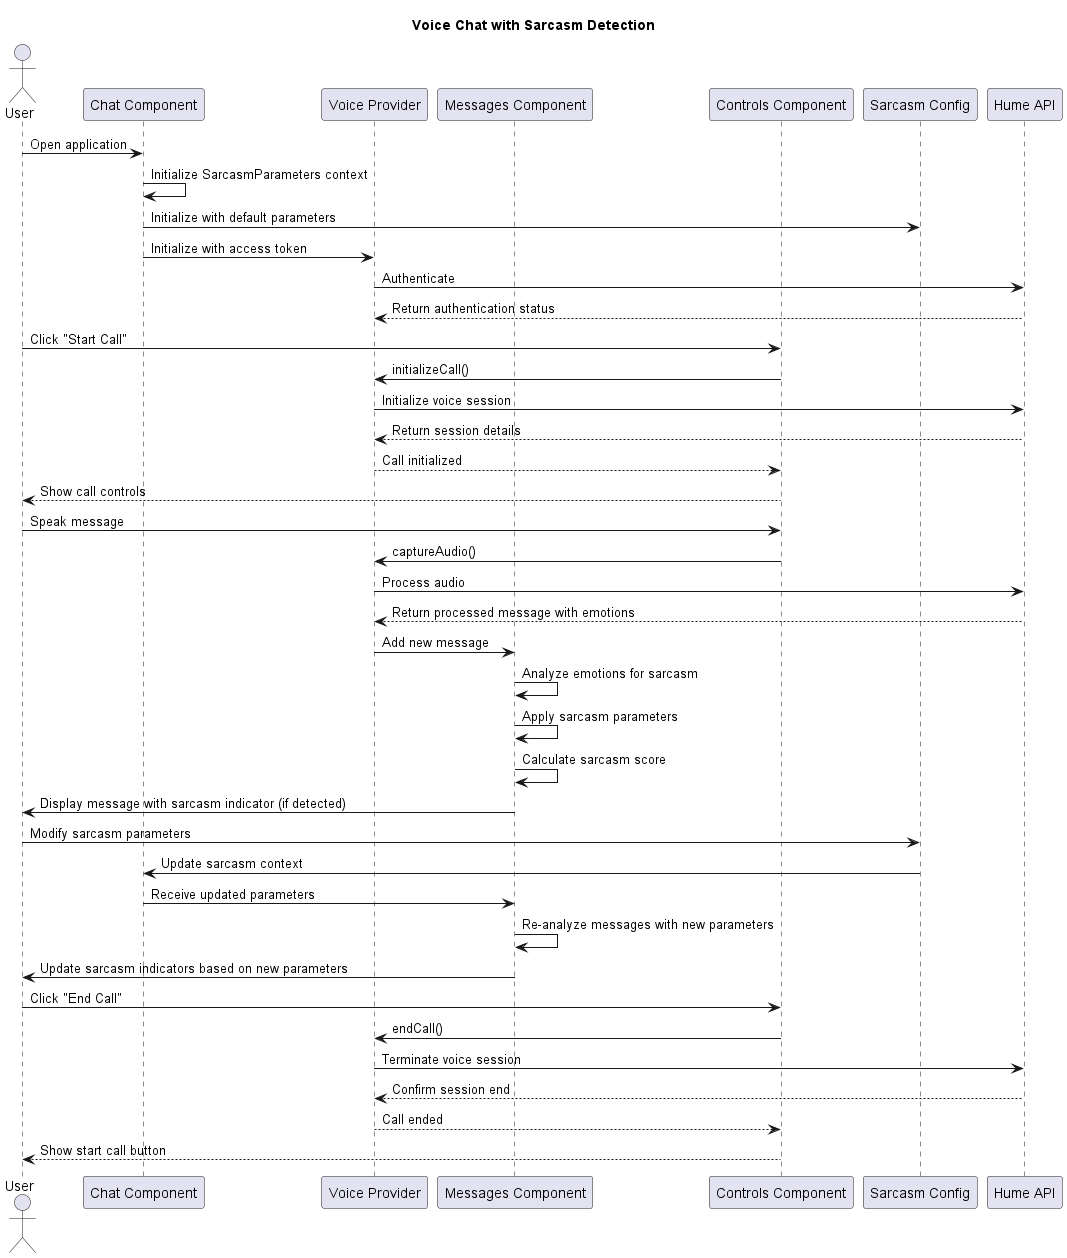 Voice Chat with Sarcasm Detection
User
Chat Component
Voice Provider
Messages Component
Controls Component
Sarcasm Config
Hume API
Open application
Initialize SarcasmParameters context
Initialize with default parameters
Initialize with access token
Authenticate
Return authentication status
Click "Start Call"
initializeCall()
Initialize voice session
Return session details
Call initialized
Show call controls
Speak message
captureAudio()
Process audio
Return processed message with emotions
Add new message
Analyze emotions for sarcasm
Apply sarcasm parameters
Calculate sarcasm score
Display message with sarcasm indicator (if detected)
Modify sarcasm parameters
Update sarcasm context
Receive updated parameters
Re-analyze messages with new parameters
Update sarcasm indicators based on new parameters
Click "End Call"
endCall()
Terminate voice session
Confirm session end
Call ended
Show start call button
User
Chat Component
Voice Provider
Messages Component
Controls Component
Sarcasm Config
Hume API